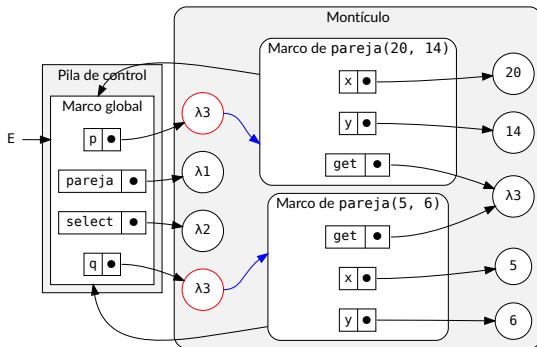 Montículo
Pila de control
Marco global
E
p
pareja
select
q
λ3
λ1
λ2
λ3
Marco de pareja(20, 14)
x
y
get
Marco de pareja(5, 6)
get
x
y
20
14
λ3
5
6